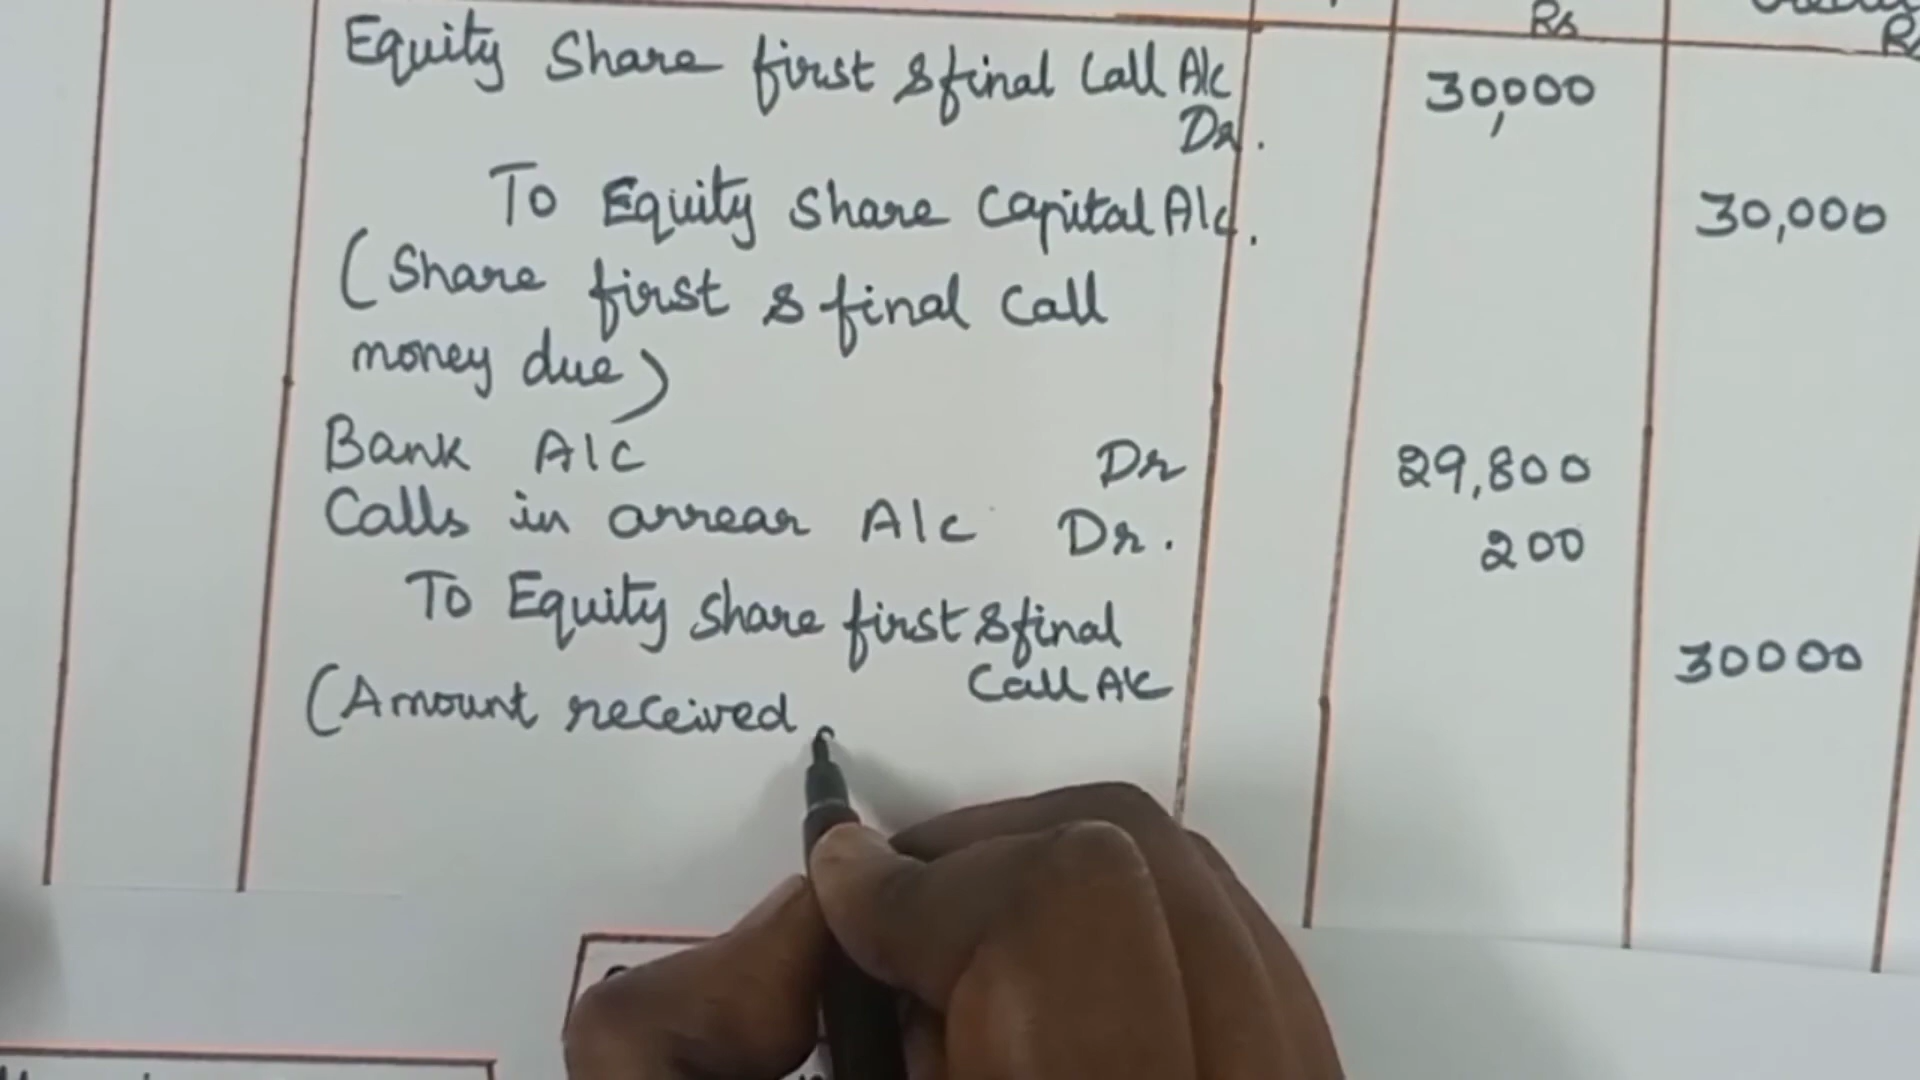 Rs
Equity Share first & final Call A/c
Dr.
30,000
To Equity Share Capital A/c.
30,000
(Share first & final Call
money due)
Bank A/c Dr 29,800
Calls in arrear A/c Dr. 200
To Equity Share first & final
Call A/c
30000
(Amount received